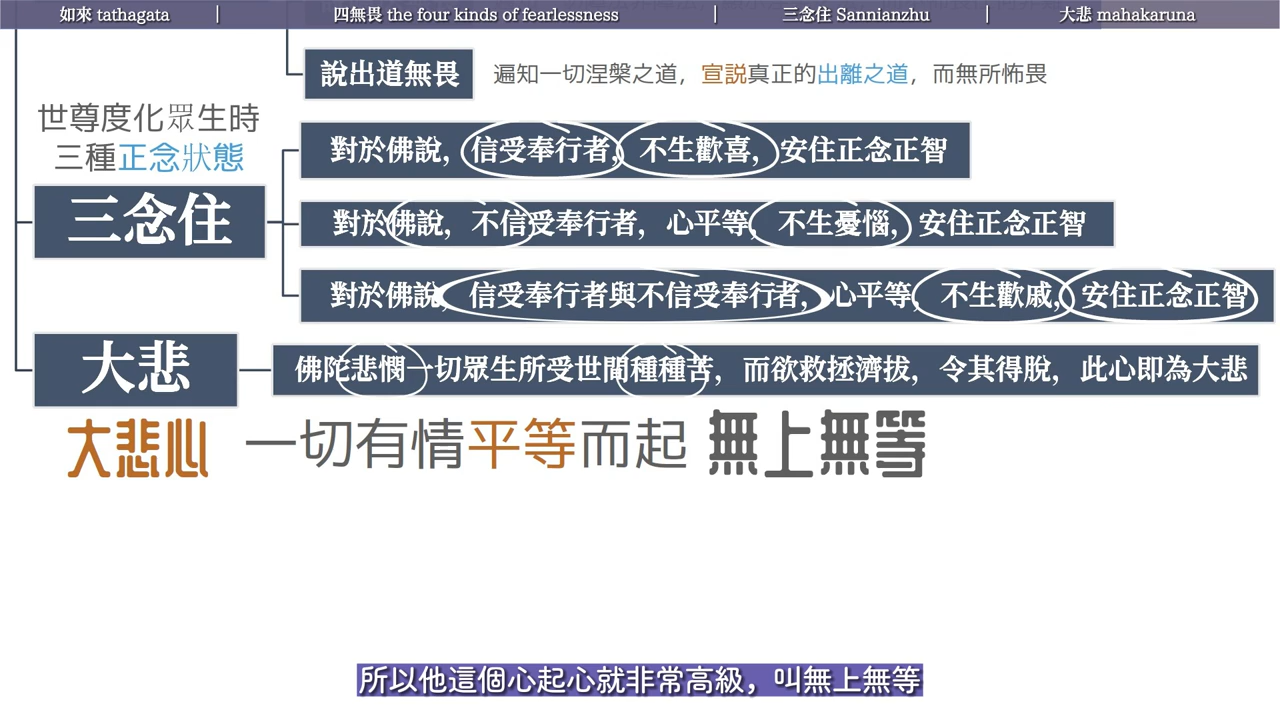 如來 tathagata | 四無畏 the four kinds of fearlessness | 三念住 Sannianzhu | 大悲 mahakaruna
說出道無畏
遍知一切涅槃之道，宣説真正的出離之道，而無所怖畏
世尊度化眾生時
三種正念狀態
三念住
對於佛說，信受奉行者，不生歡喜，安住正念正智
對於佛說，不信受奉行者，心平等，不生憂惱，安住正念正智
對於佛說，信受奉行者與不信受奉行者，心平等，不生歡戚，安住正念正智
大悲
佛陀悲憫一切眾生所受世間種種苦，而欲救拯濟拔，令其得脫，此心即為大悲
大悲心 一切有情平等而起 無上無等
所以他這個心起心就非常高級，叫無上無等